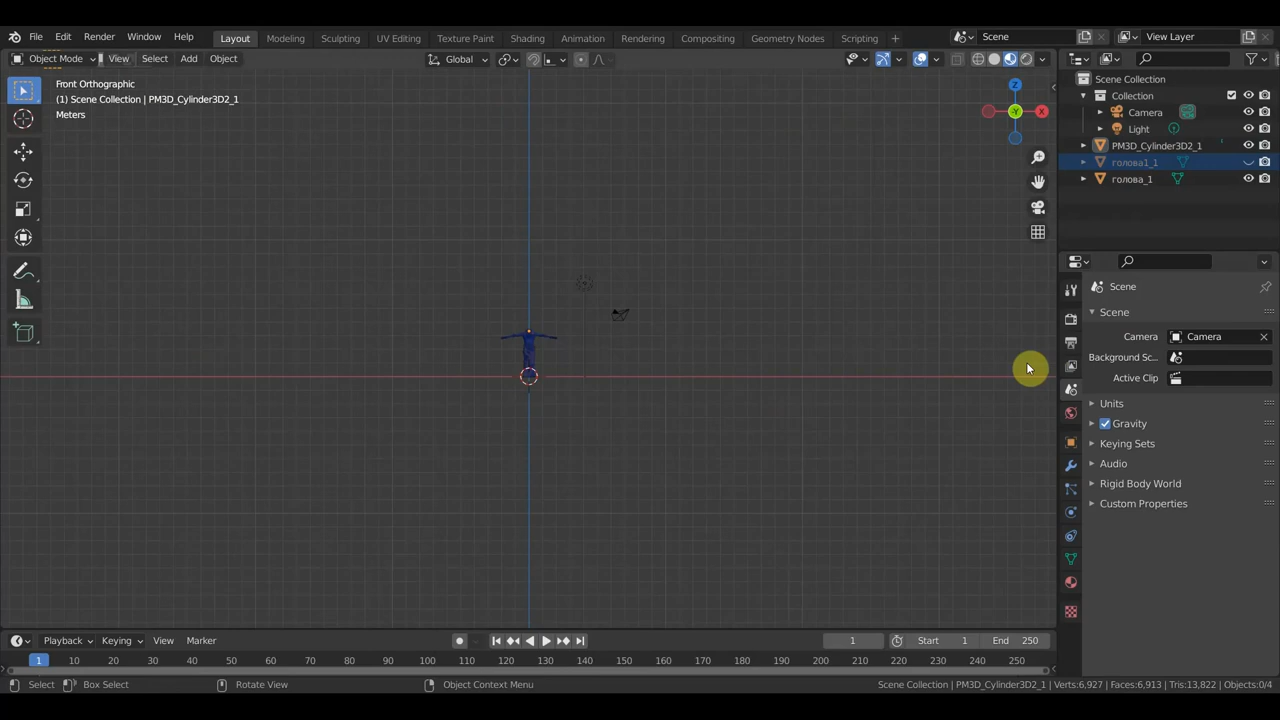 File Edit Render Window Help Layout Modeling Sculpting UV Editing Texture Paint Shading Animation Rendering Compositing Geometry Nodes Scripting + Scene View Layer
Object Mode View Select Add Object Global
Front Orthographic
(1) Scene Collection | PM3D_Cylinder3D2_1
Meters
Z
-Y
X
Scene Collection
Collection
Camera
Light
PM3D_Cylinder3D2_1
голова1_1
голова_1
Scene
Scene
Camera Camera
Background Sc...
Active Clip
Units
Gravity
Keying Sets
Audio
Rigid Body World
Custom Properties
Playback Keying View Marker 1 Start 1 End 250
1 10 20 30 40 50 60 70 80 90 100 110 120 130 140 150 160 170 180 190 200 210 220 230 240 250
Select Box Select Rotate View Object Context Menu Scene Collection | PM3D_Cylinder3D2_1 | Verts:6,927 | Faces:6,913 | Tris:13,822 | Objects:0/4